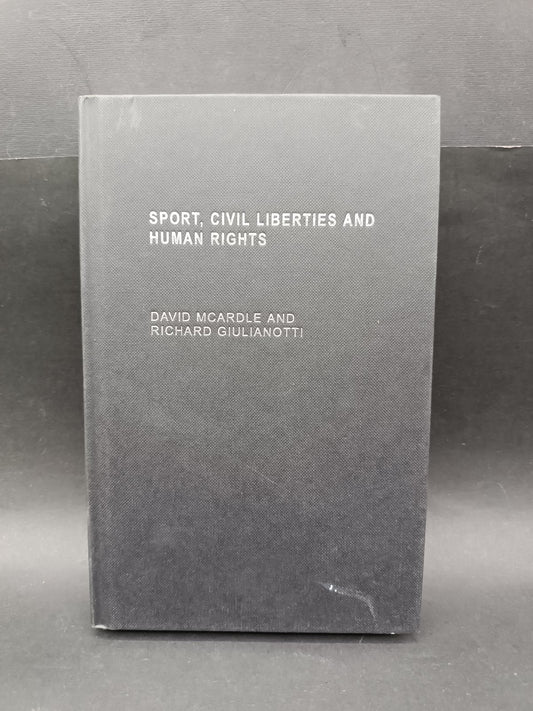 SPORT, CIVIL LIBERTIES AND
HUMAN RIGHTS
DAVID MCARDLE AND
RICHARD GIULIANOTTI